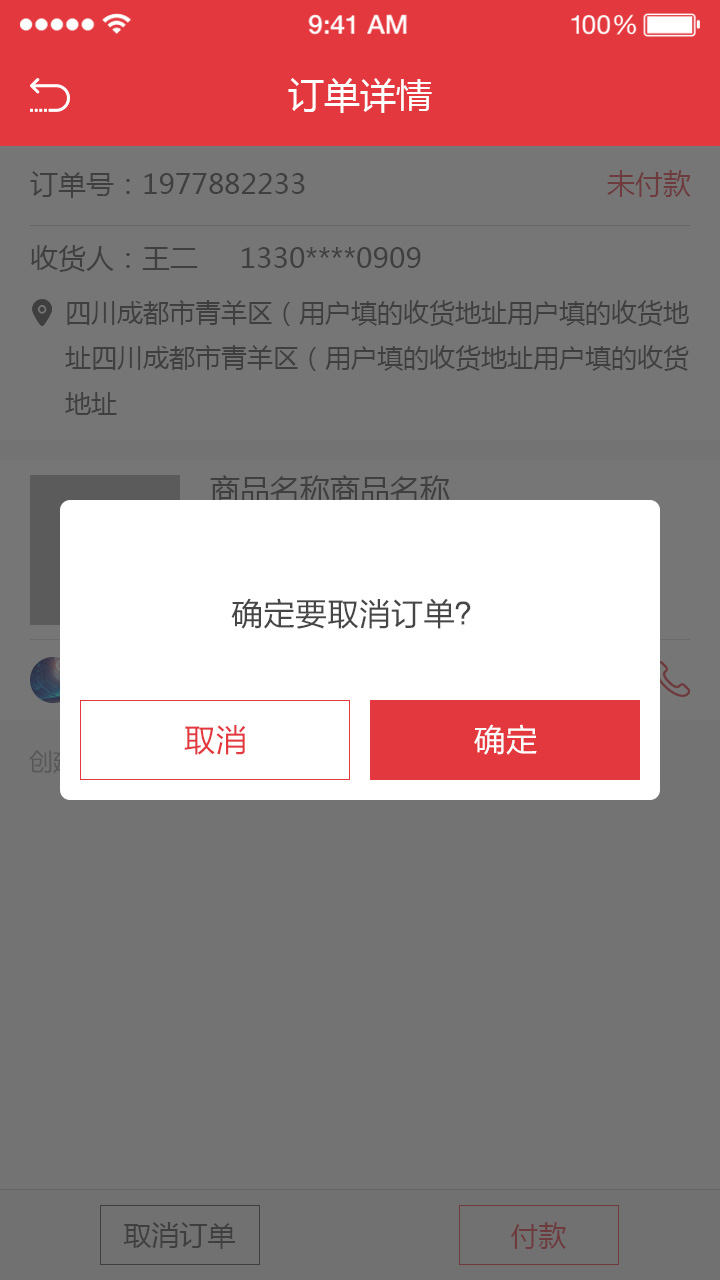 9:41 AM 100%
订单详情
订单号：1977882233 未付款
收货人：王二 1330****0909
四川成都市青羊区（用户填的收货地址用户填的收货地
址四川成都市青羊区（用户填的收货地址用户填的收货
地址
商品名称商品名称
确定要取消订单?
取消 确定
创
取消订单 付款